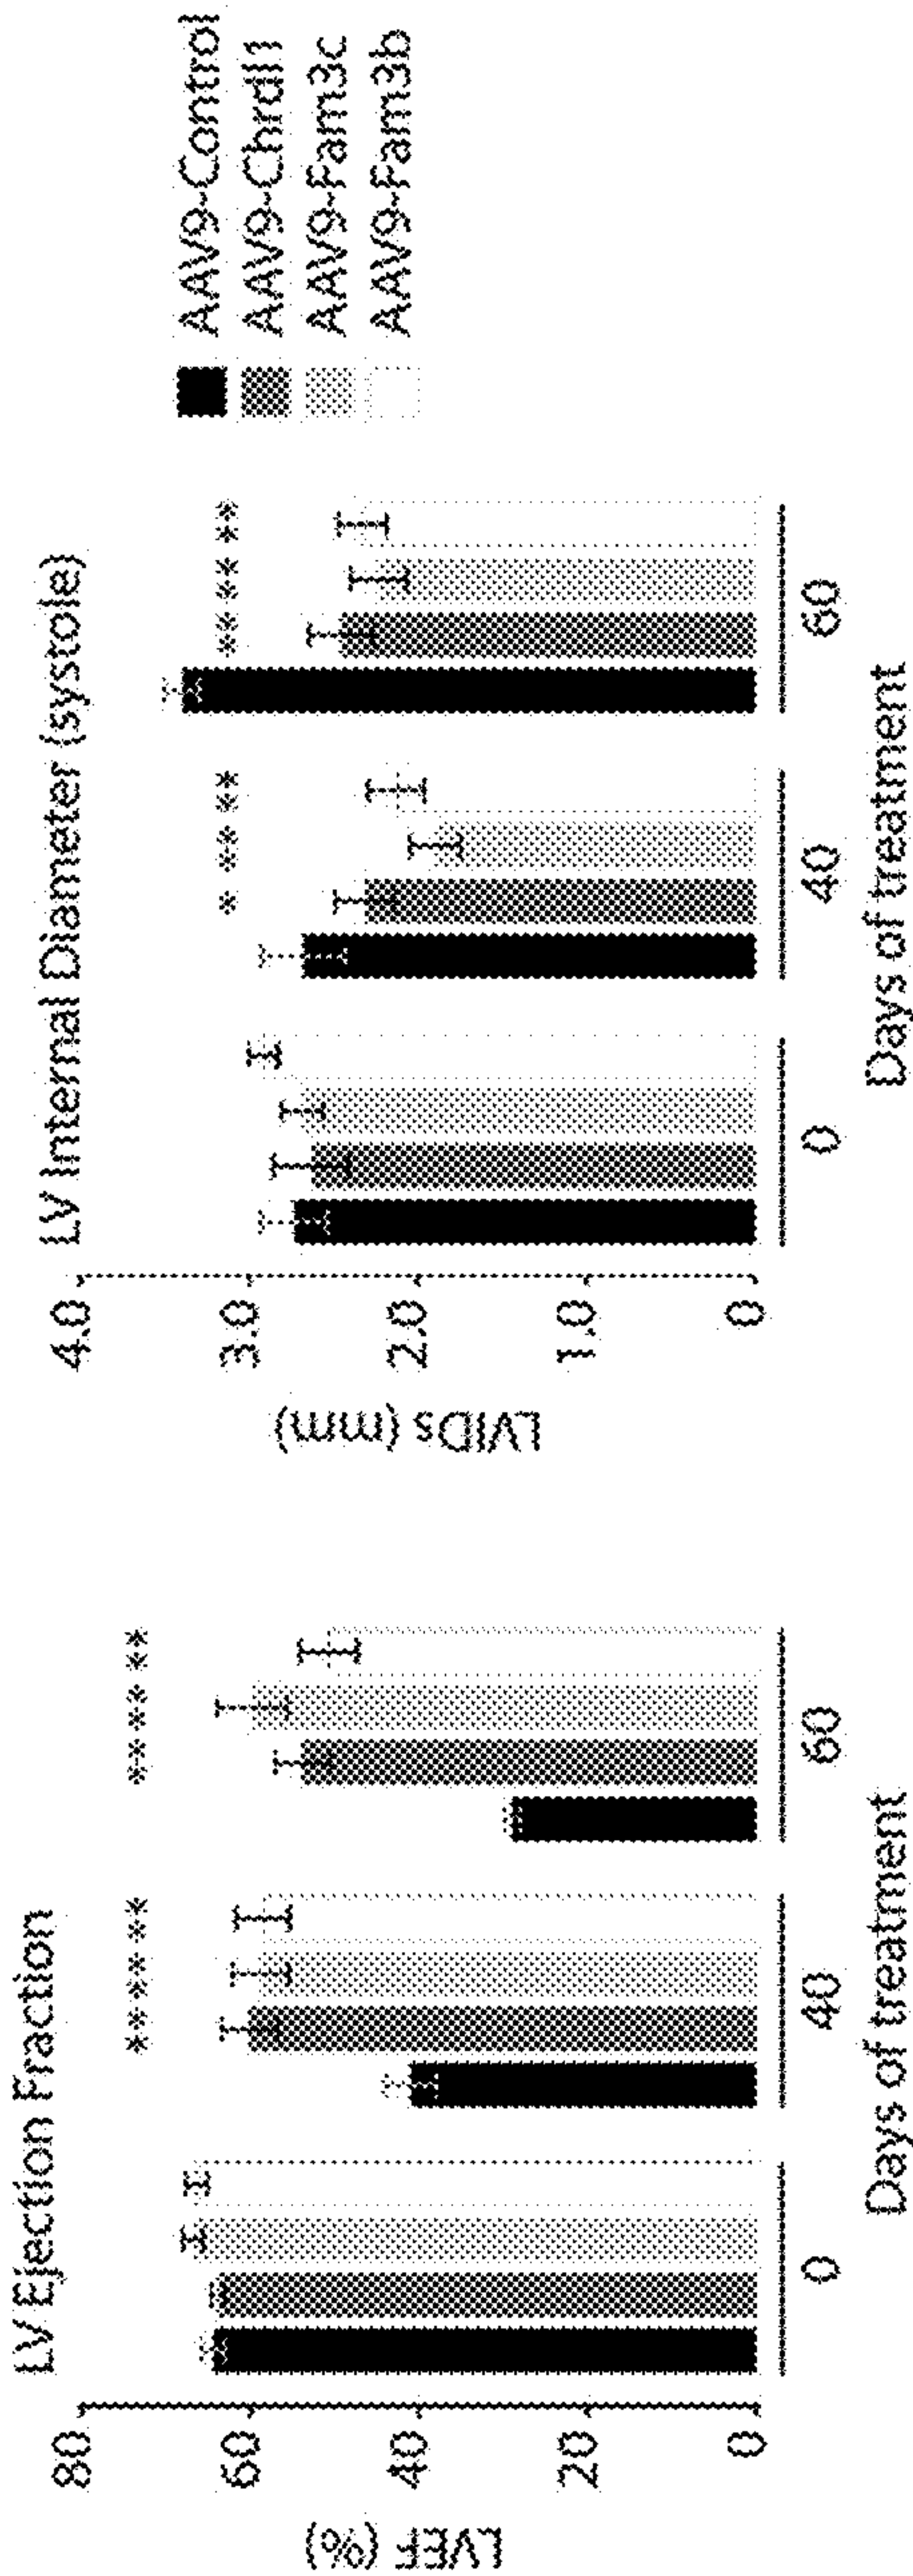 LV Ejection Fraction
LVEF (%)
80
60
40
20
0
** ** **
** ** **
0
40
60
Days of treatment
LV Internal Diameter (systole)
LVIDs (mm)
4.0
3.0
2.0
1.0
0
* ** **
** ** **
0
40
60
Days of treatment
AAV9-Control
AAV9-Chrdl1
AAV9-Fam3c
AAV9-Fam3b